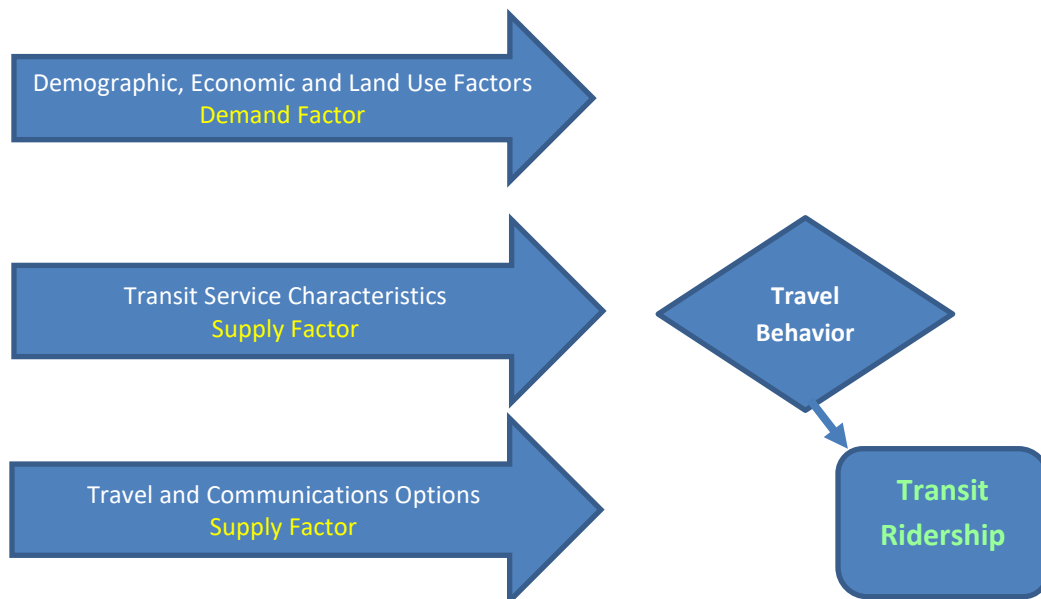 Demographic, Economic and Land Use Factors
Demand Factor
Transit Service Characteristics
Supply Factor
Travel
Behavior
Travel and Communications Options
Supply Factor
Transit
Ridership